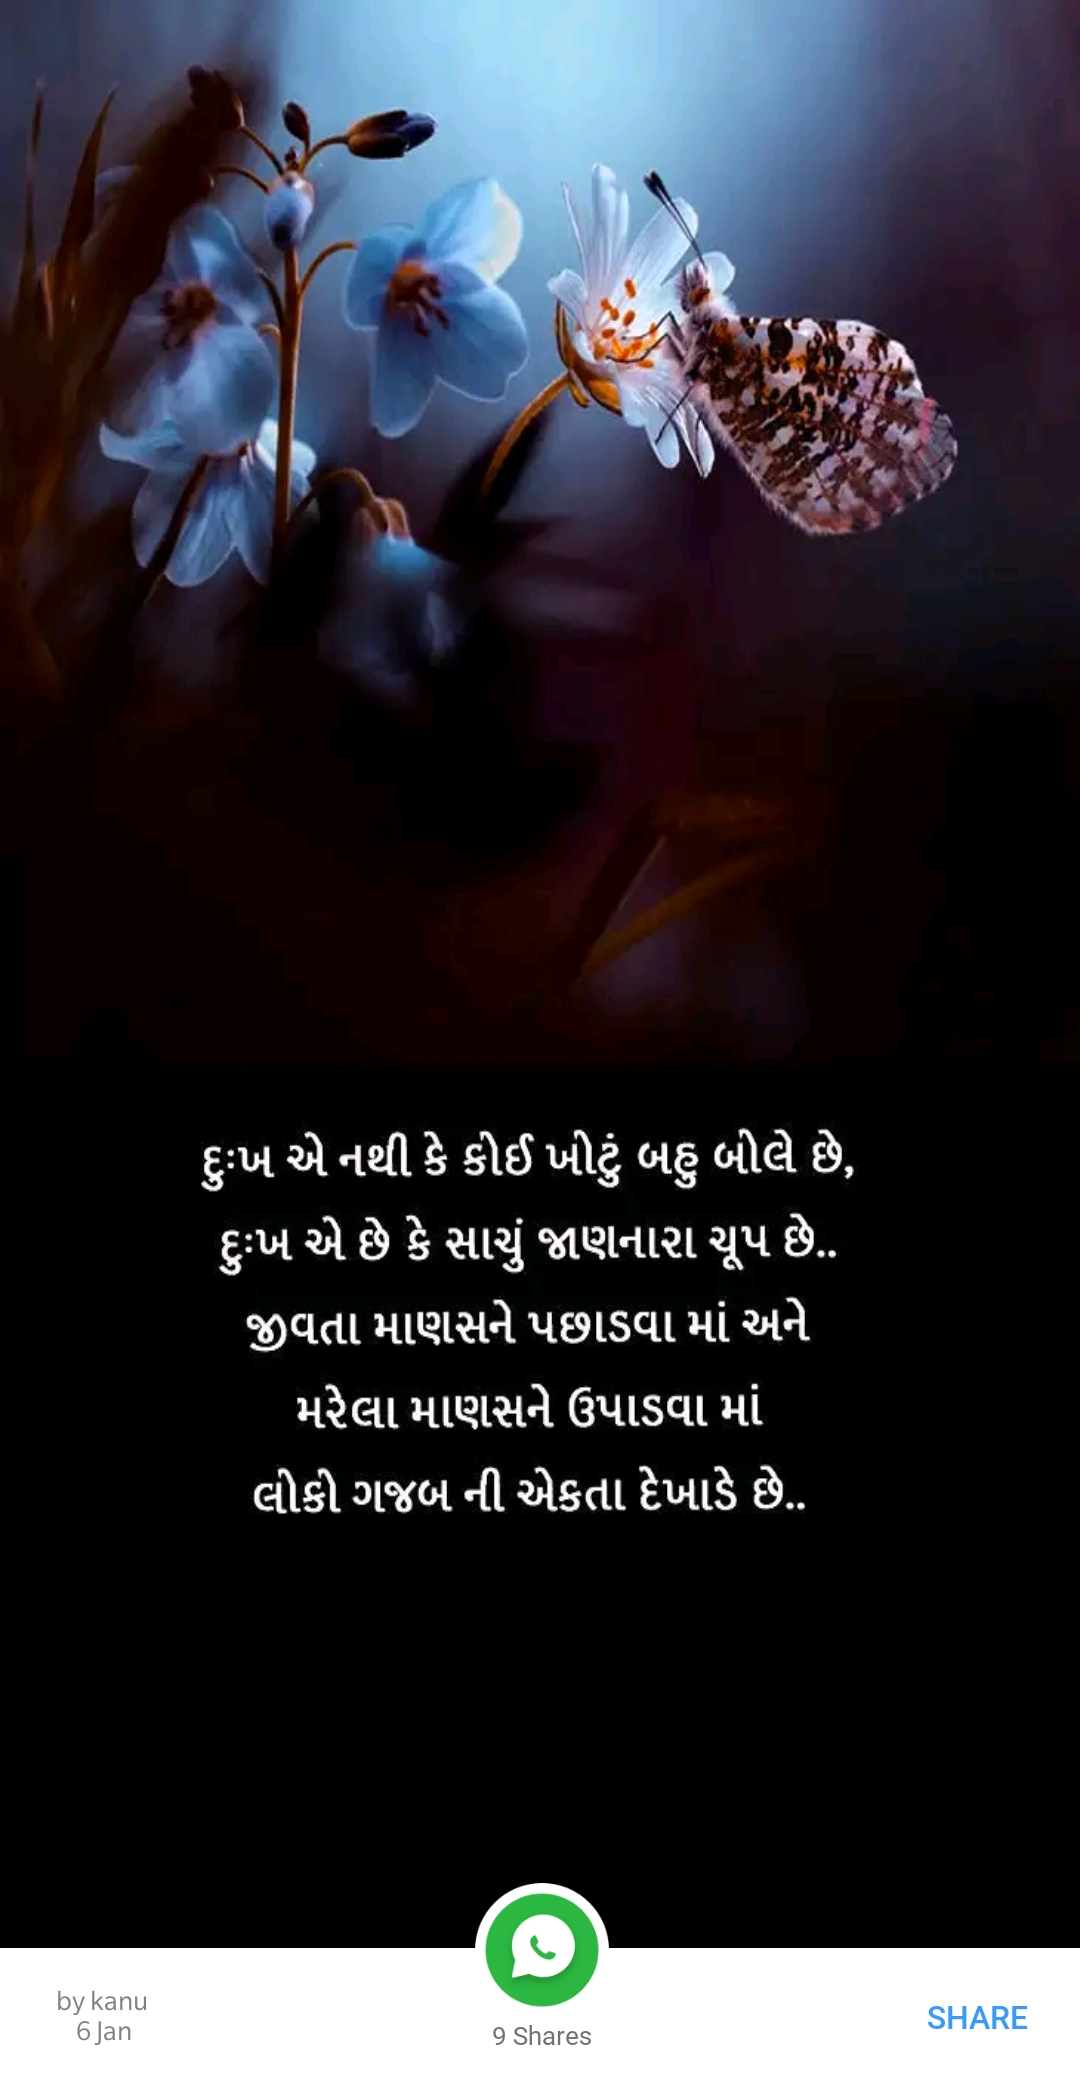 દુઃખ એ નથી કે કોઈ ખોટું બહુ બોલે છે,
દુઃખ એ છે કે સાચું જાણનારા ચૂપ છે..
જીવતા માણસને પછાડવા માં અને
મરેલા માણસને ઉપાડવા માં
લોકો ગજબ ની એકતા દેખાડે છે..
by kanu
6 Jan
9 Shares
SHARE